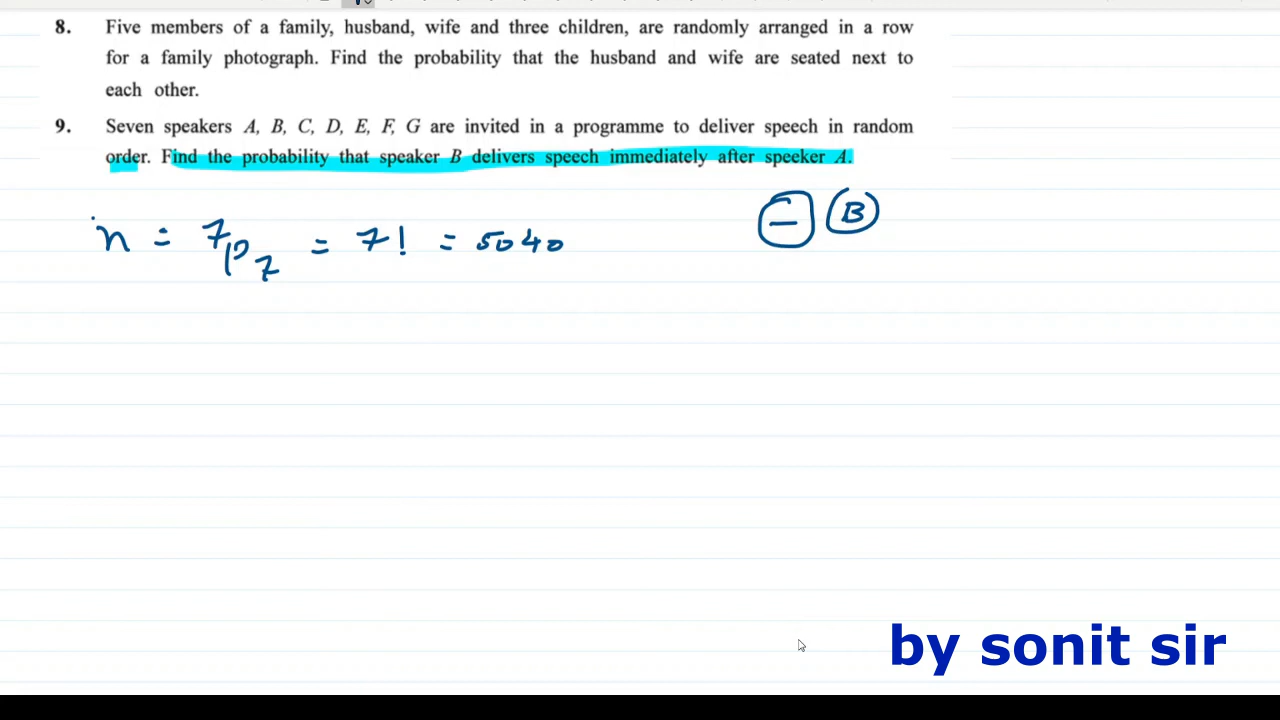 8. Five members of a family, husband, wife and three children, are randomly arranged in a row
for a family photograph. Find the probability that the husband and wife are seated next to
each other.
9. Seven speakers A, B, C, D, E, F, G are invited in a programme to deliver speech in random
order. Find the probability that speaker B delivers speech immediately after speeker A.
n = 7P7 = 7! = 5040
– B
by sonit sir